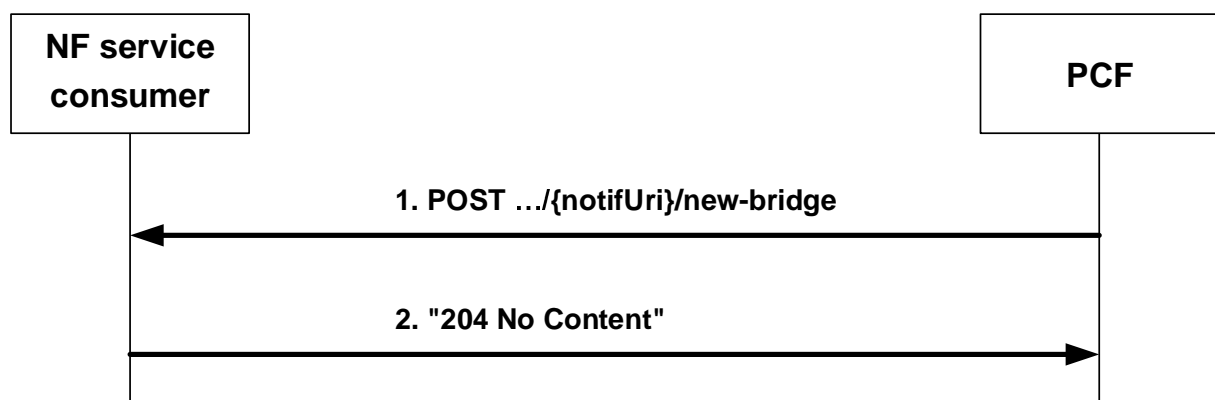 NF service
consumer
PCF
1. POST …/{notifUri}/new-bridge
2. "204 No Content"